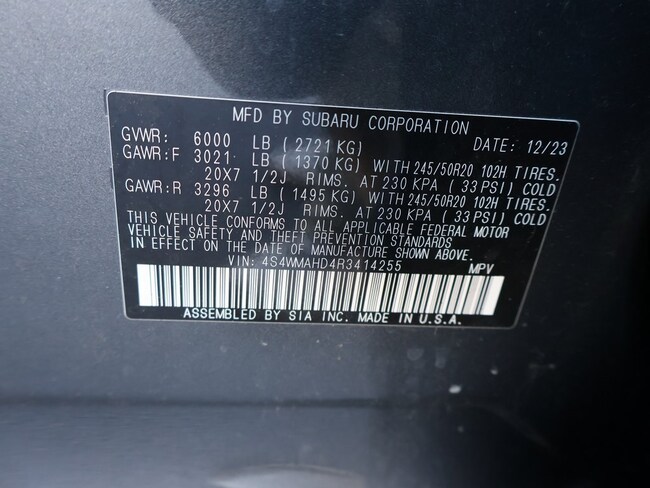 MFD BY SUBARU CORPORATION
GVWR: 6000 LB (2721 KG) DATE: 12/23
GAWR:F 3021 LB (1370 KG) WITH 245/50R20 102H TIRES.
20X7 1/2J RIMS. AT 230 KPA (33 PSI) COLD
GAWR:R 3296 LB (1495 KG) WITH 245/50R20 102H TIRES.
20X7 1/2J RIMS. AT 230 KPA (33 PSI) COLD
THIS VEHICLE CONFORMS TO ALL APPLICABLE FEDERAL MOTOR
VEHICLE SAFETY AND THEFT PREVENTION STANDARDS
IN EFFECT ON THE DATE OF MANUFACTURE SHOWN ABOVE.
VIN: 4S4WMAHD4R3414255 MPV
ASSEMBLED BY SIA INC. MADE IN U.S.A.